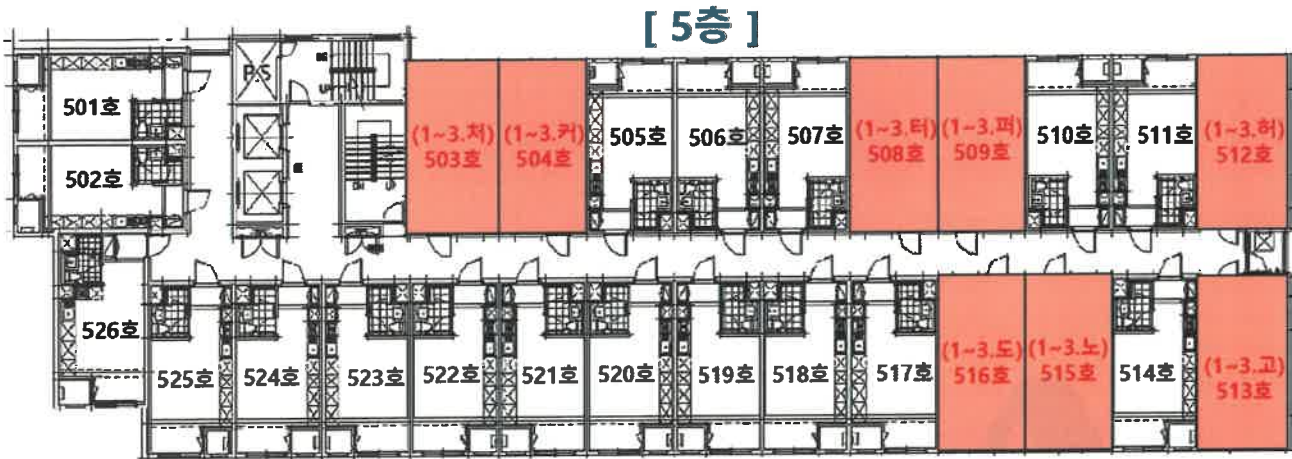 [ 5층 ]
P.S
UP
DN
UP
501호
502호
(1~3.처)
503호
(1~3.커)
504호
505호
506호
507호
(1~3.터)
508호
(1~3.퍼)
509호
510호
511호
(1~3.허)
512호
526호
525호
524호
523호
522호
521호
520호
519호
518호
517호
(1~3.도)
516호
(1~3.노)
515호
514호
(1~3.고)
513호